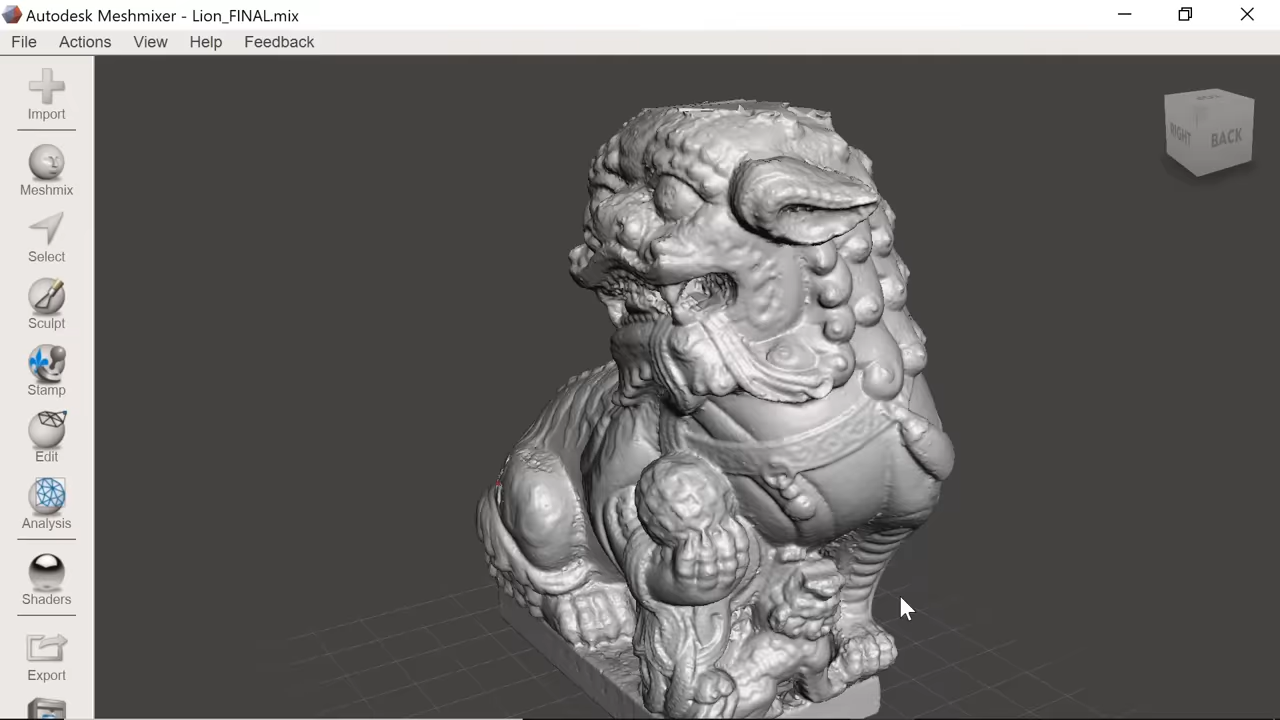 Autodesk Meshmixer - Lion_FINAL.mix
File Actions View Help Feedback
Import
Meshmix
Select
Sculpt
Stamp
Edit
Analysis
Shaders
Export
RIGHT
BACK